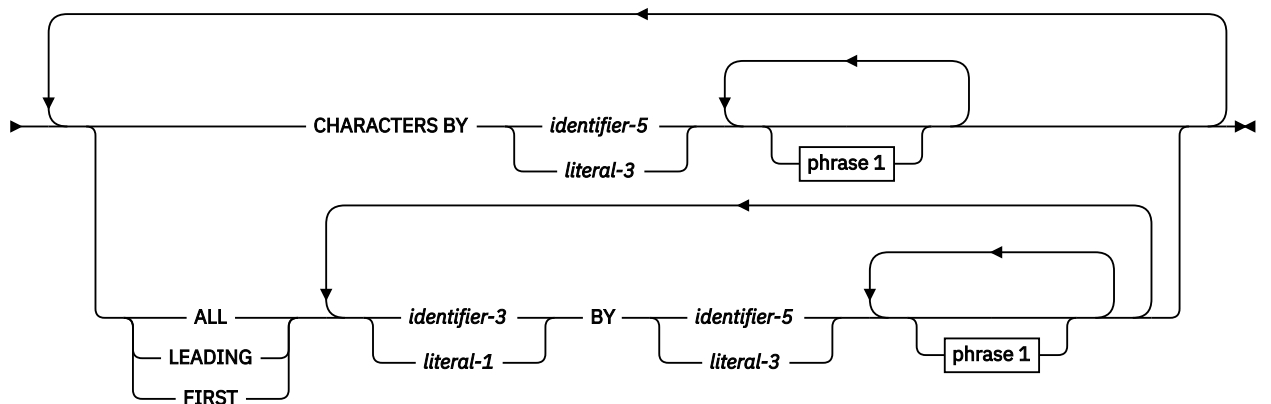 CHARACTERS BY identifier-5
literal-3 phrase 1
ALL identifier-3 BY identifier-5
LEADING literal-1 literal-3 phrase 1
FIRST